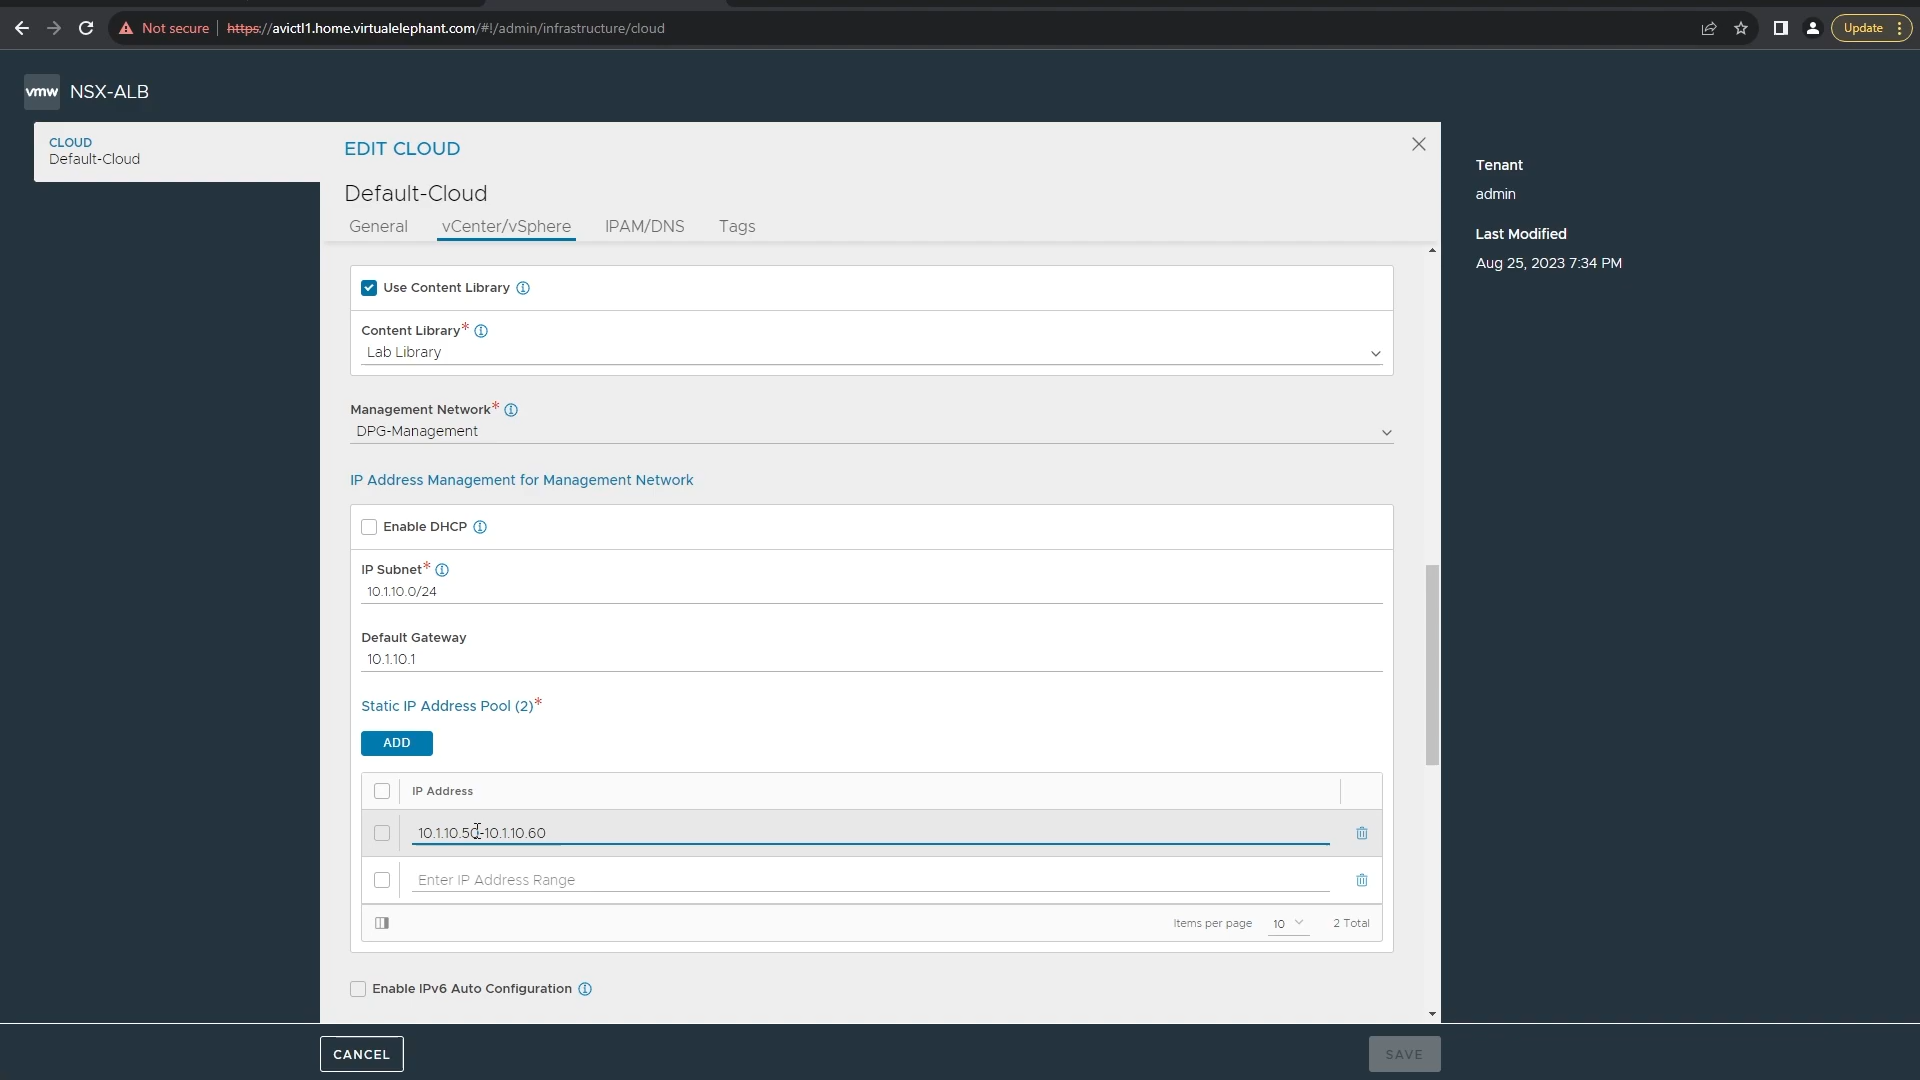 Not secure
https://avictl1.home.virtualelephant.com/#!/admin/infrastructure/cloud
Update
vmw NSX-ALB
CLOUD
Default-Cloud
EDIT CLOUD
Default-Cloud
General vCenter/vSphere IPAM/DNS Tags
Tenant
admin
Last Modified
Aug 25, 2023 7:34 PM
Use Content Library
Content Library*
Lab Library
Management Network*
DPG-Management
IP Address Management for Management Network
Enable DHCP
IP Subnet*
10.1.10.0/24
Default Gateway
10.1.10.1
Static IP Address Pool (2)*
ADD
IP Address
10.1.10.50-10.1.10.60
Enter IP Address Range
Items per page 10 2 Total
Enable IPv6 Auto Configuration
CANCEL SAVE